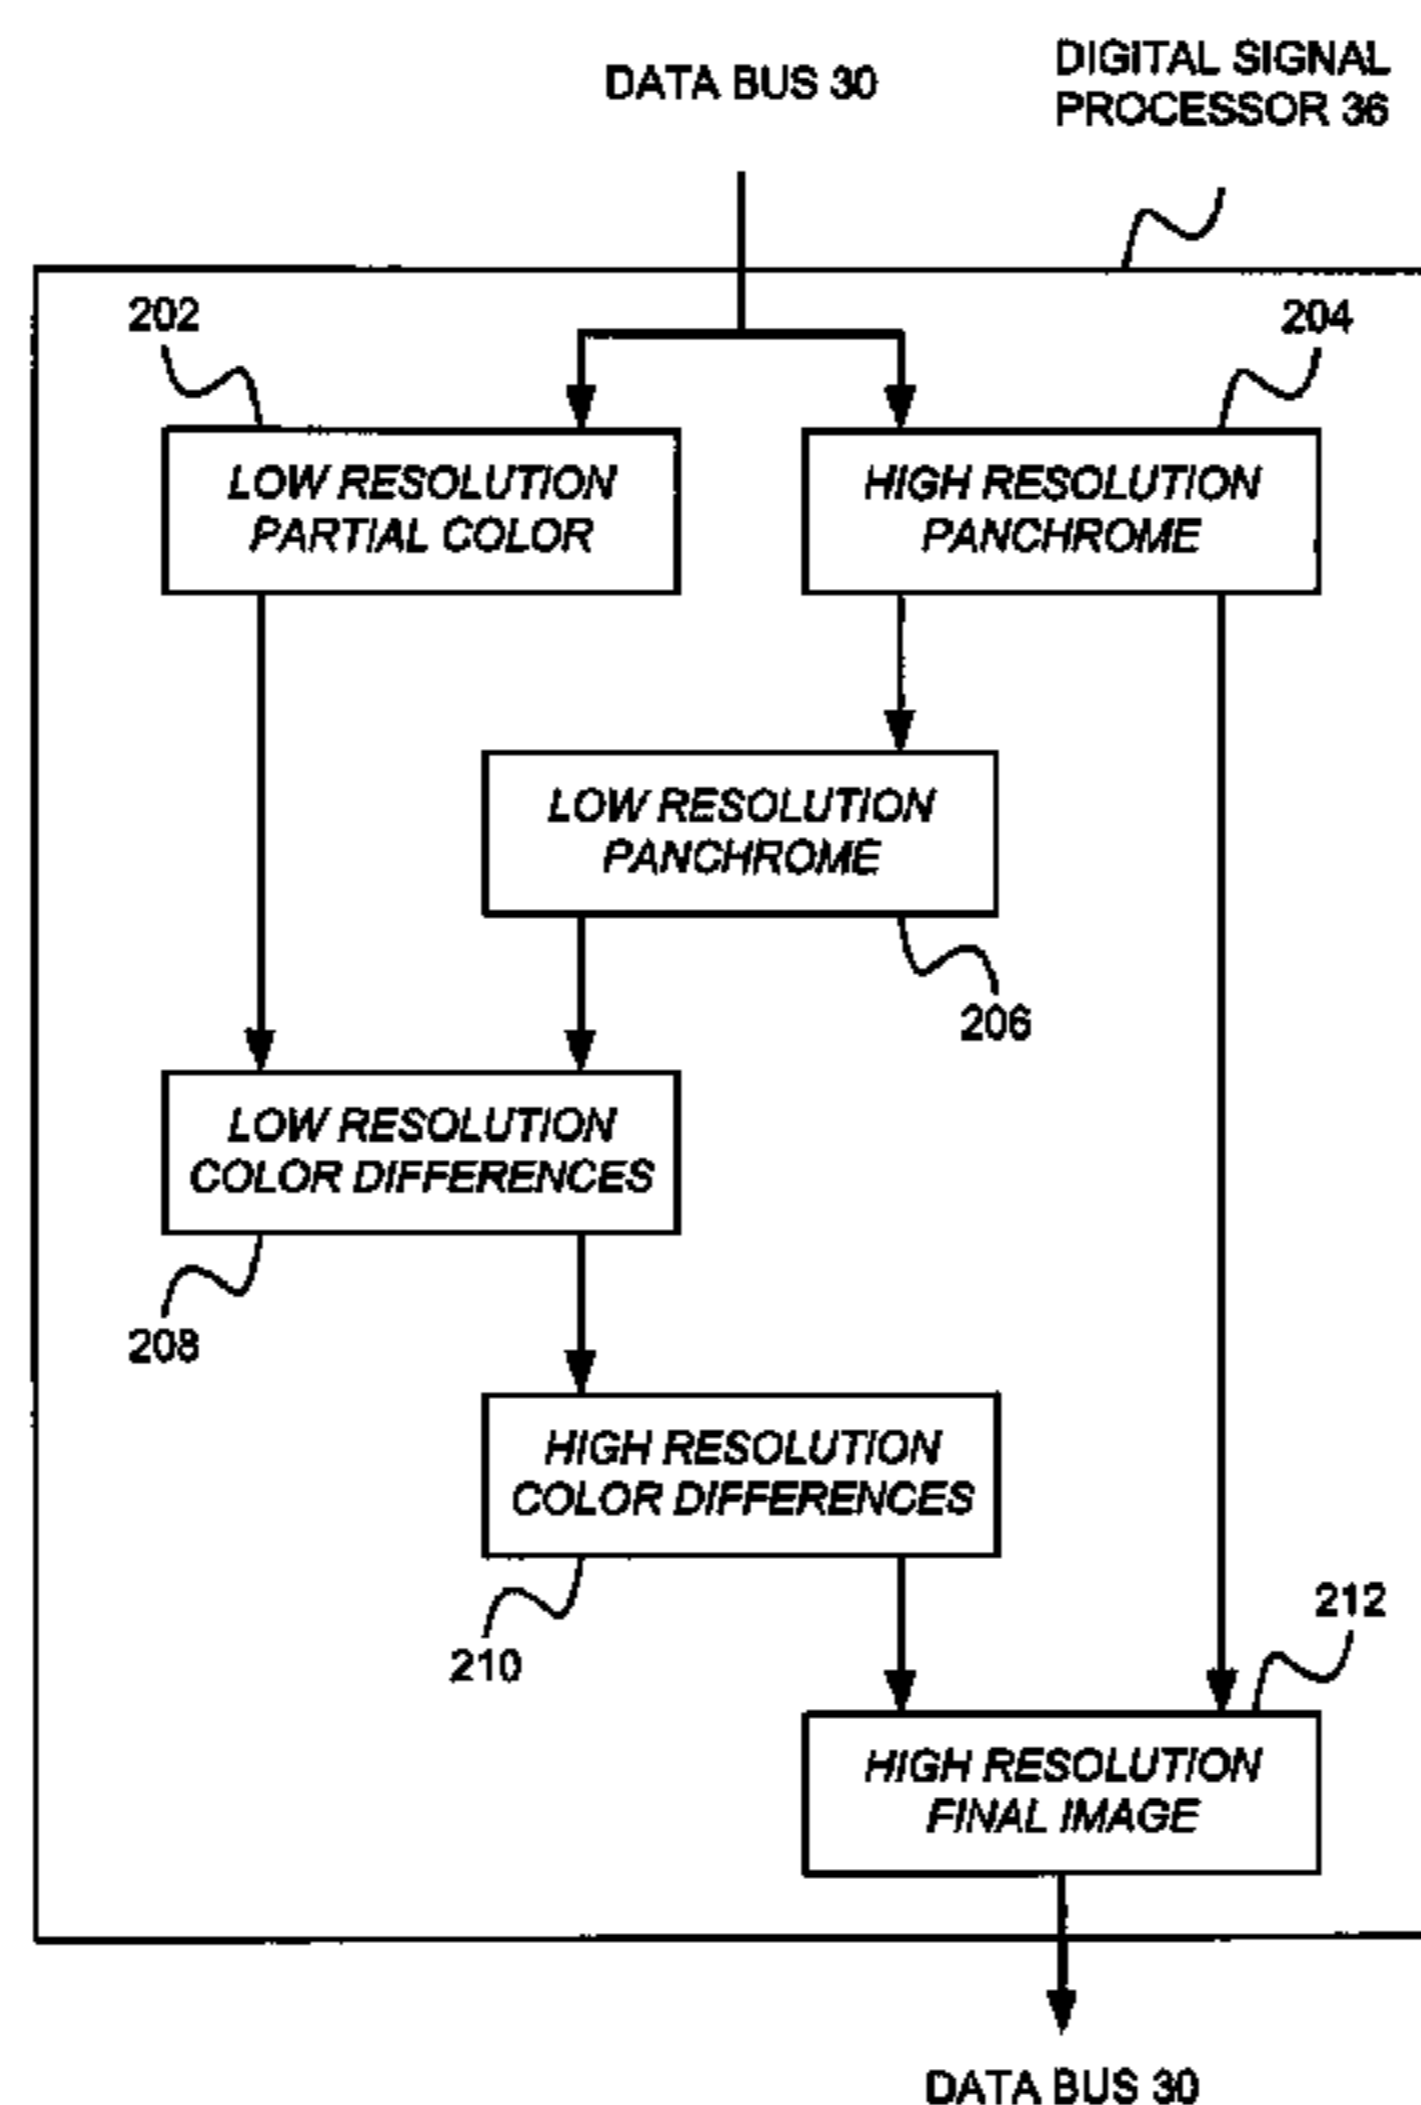 DATA BUS 30
DIGITAL SIGNAL
PROCESSOR 36
202
204
LOW RESOLUTION
PARTIAL COLOR
HIGH RESOLUTION
PANCHROME
LOW RESOLUTION
PANCHROME
206
LOW RESOLUTION
COLOR DIFFERENCES
208
HIGH RESOLUTION
COLOR DIFFERENCES
210
212
HIGH RESOLUTION
FINAL IMAGE
DATA BUS 30